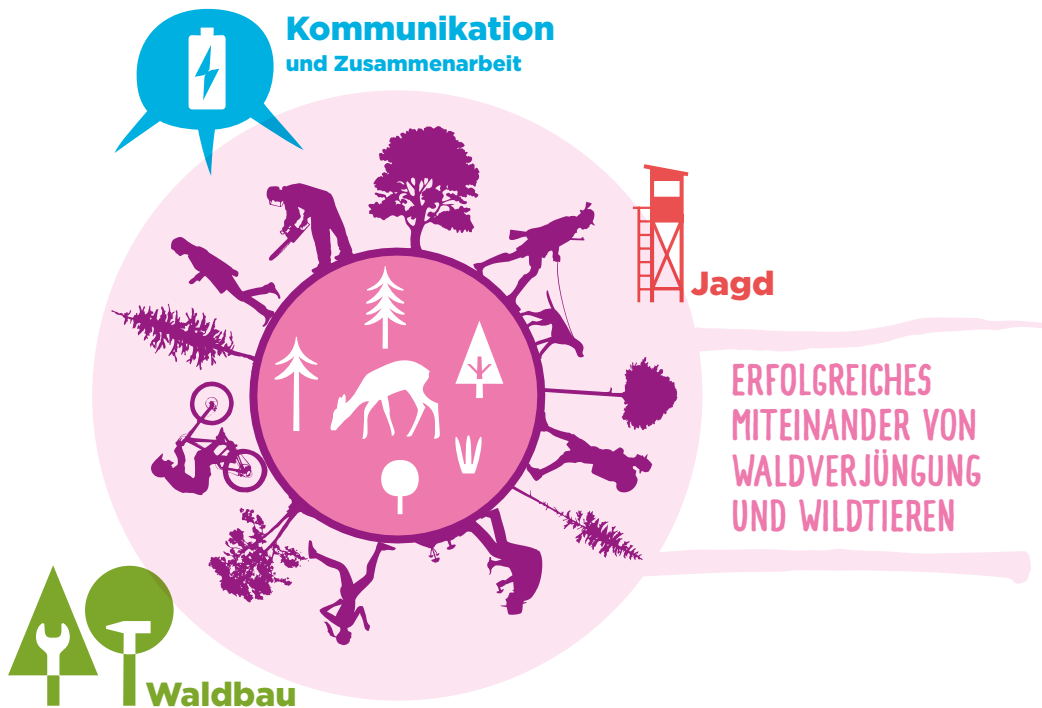 Kommunikation
und Zusammenarbeit
Jagd
ERFOLGREICHES
MITEINANDER VON
WALDVERJÜNGUNG
UND WILDTIEREN
Waldbau